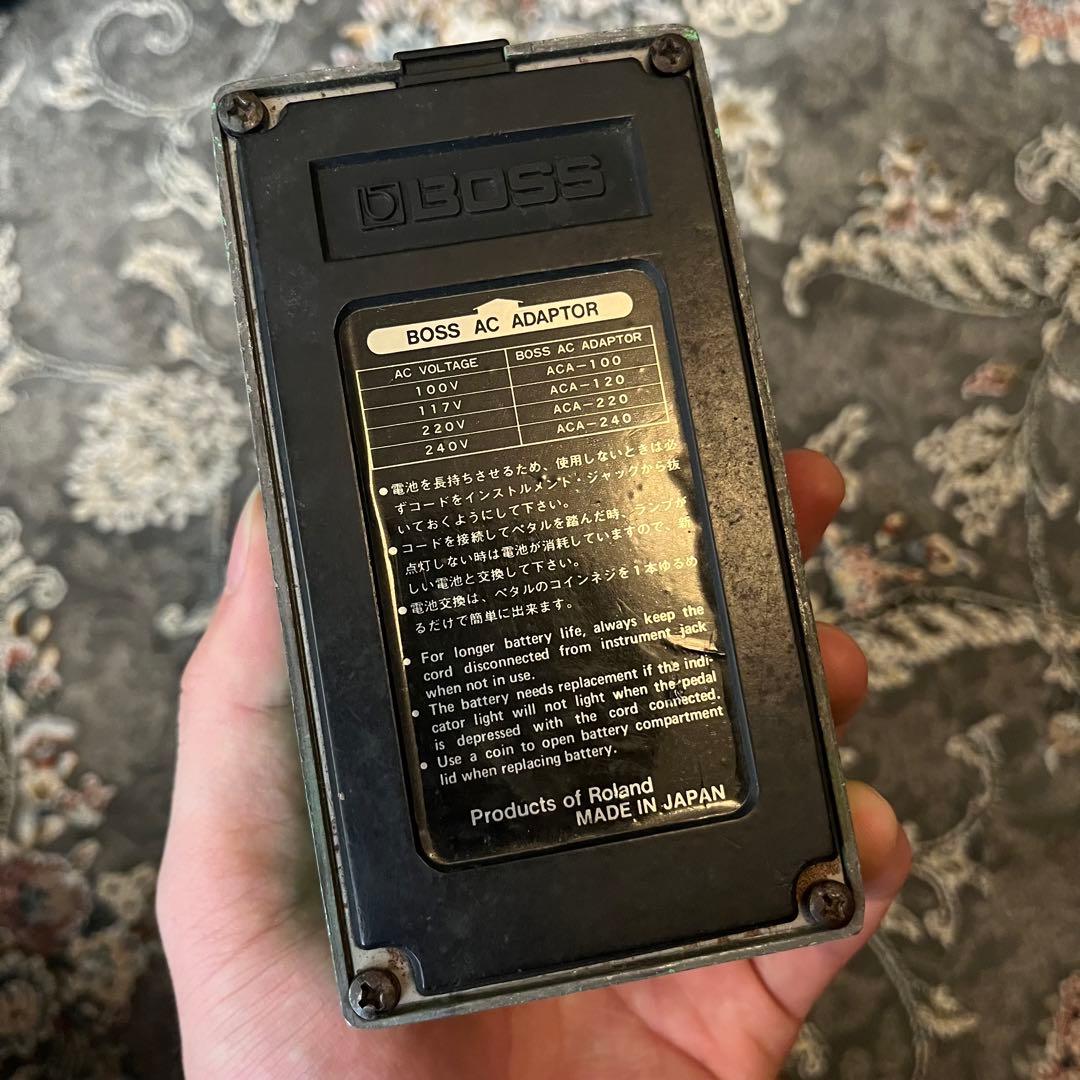 BOSS
BOSS AC ADAPTOR
AC VOLTAGE BOSS AC ADAPTOR
100V ACA-100
117V ACA-120
220V ACA-220
240V ACA-240
●電池を長持ちさせるため、使用しないときは必
ずコードをインストルメント・ジャックから抜
いておくようにして下さい。
●コードを接続してペタルを踏んだ時、ランプが
点灯しない時は電池が消耗していますので、新
しい電池と交換して下さい。
●電池交換は、ペタルのコインネジを1本ゆるめ
るだけで簡単に出来ます。
● For longer battery life, always keep the
cord disconnected from instrument jack
when not in use.
● The battery needs replacement if the indi-
cator light will not light when the pedal
is depressed with the cord connected.
● Use a coin to open battery compartment
lid when replacing battery.
Products of Roland
MADE IN JAPAN